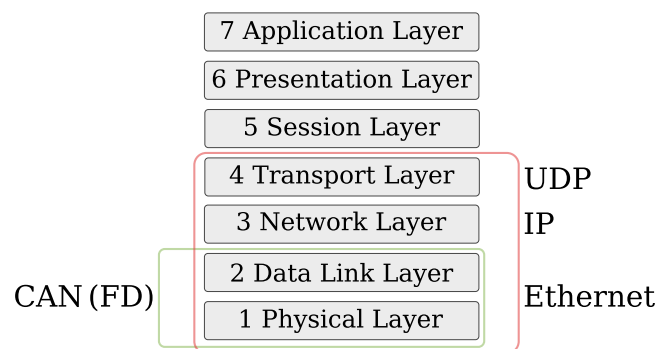 7 Application Layer
6 Presentation Layer
5 Session Layer
4 Transport Layer
UDP
3 Network Layer
IP
2 Data Link Layer
CAN (FD)
Ethernet
1 Physical Layer